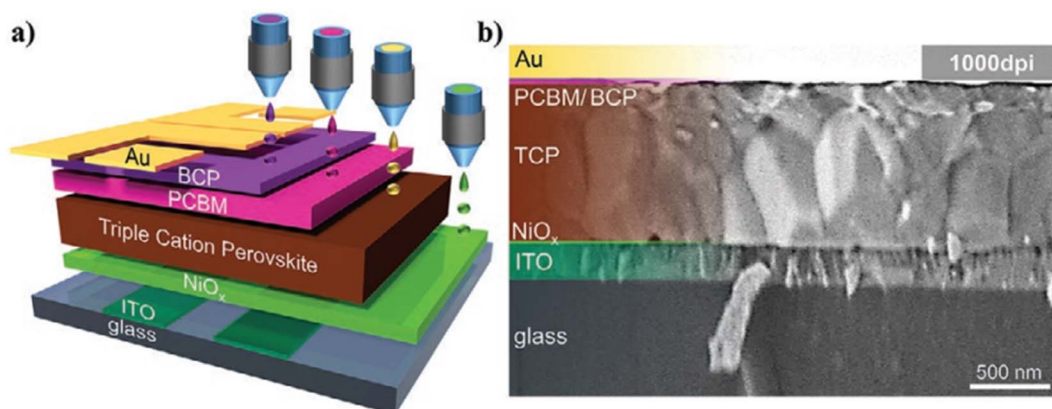 a)
Au
BCP
PCBM
Triple Cation Perovskite
NiOₓ
ITO
glass
b)
Au
1000dpi
PCBM/BCP
TCP
NiOₓ
ITO
glass
500 nm